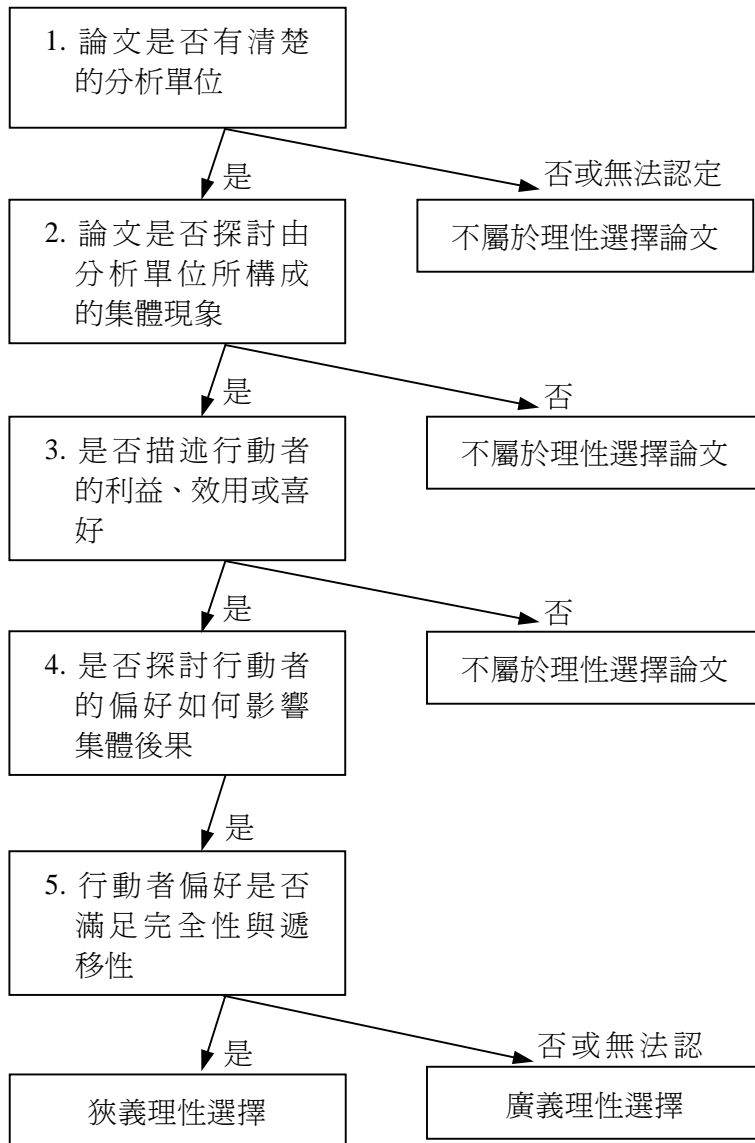 1. 論文是否有清楚
的分析單位
是
否或無法認定
2. 論文是否探討由
分析單位所構成
的集體現象
不屬於理性選擇論文
是
否
3. 是否描述行動者
的利益、效用或喜
好
不屬於理性選擇論文
是
否
4. 是否探討行動者
的偏好如何影響
集體後果
不屬於理性選擇論文
是
5. 行動者偏好是否
滿足完全性與遞
移性
是
否或無法認
狹義理性選擇
廣義理性選擇